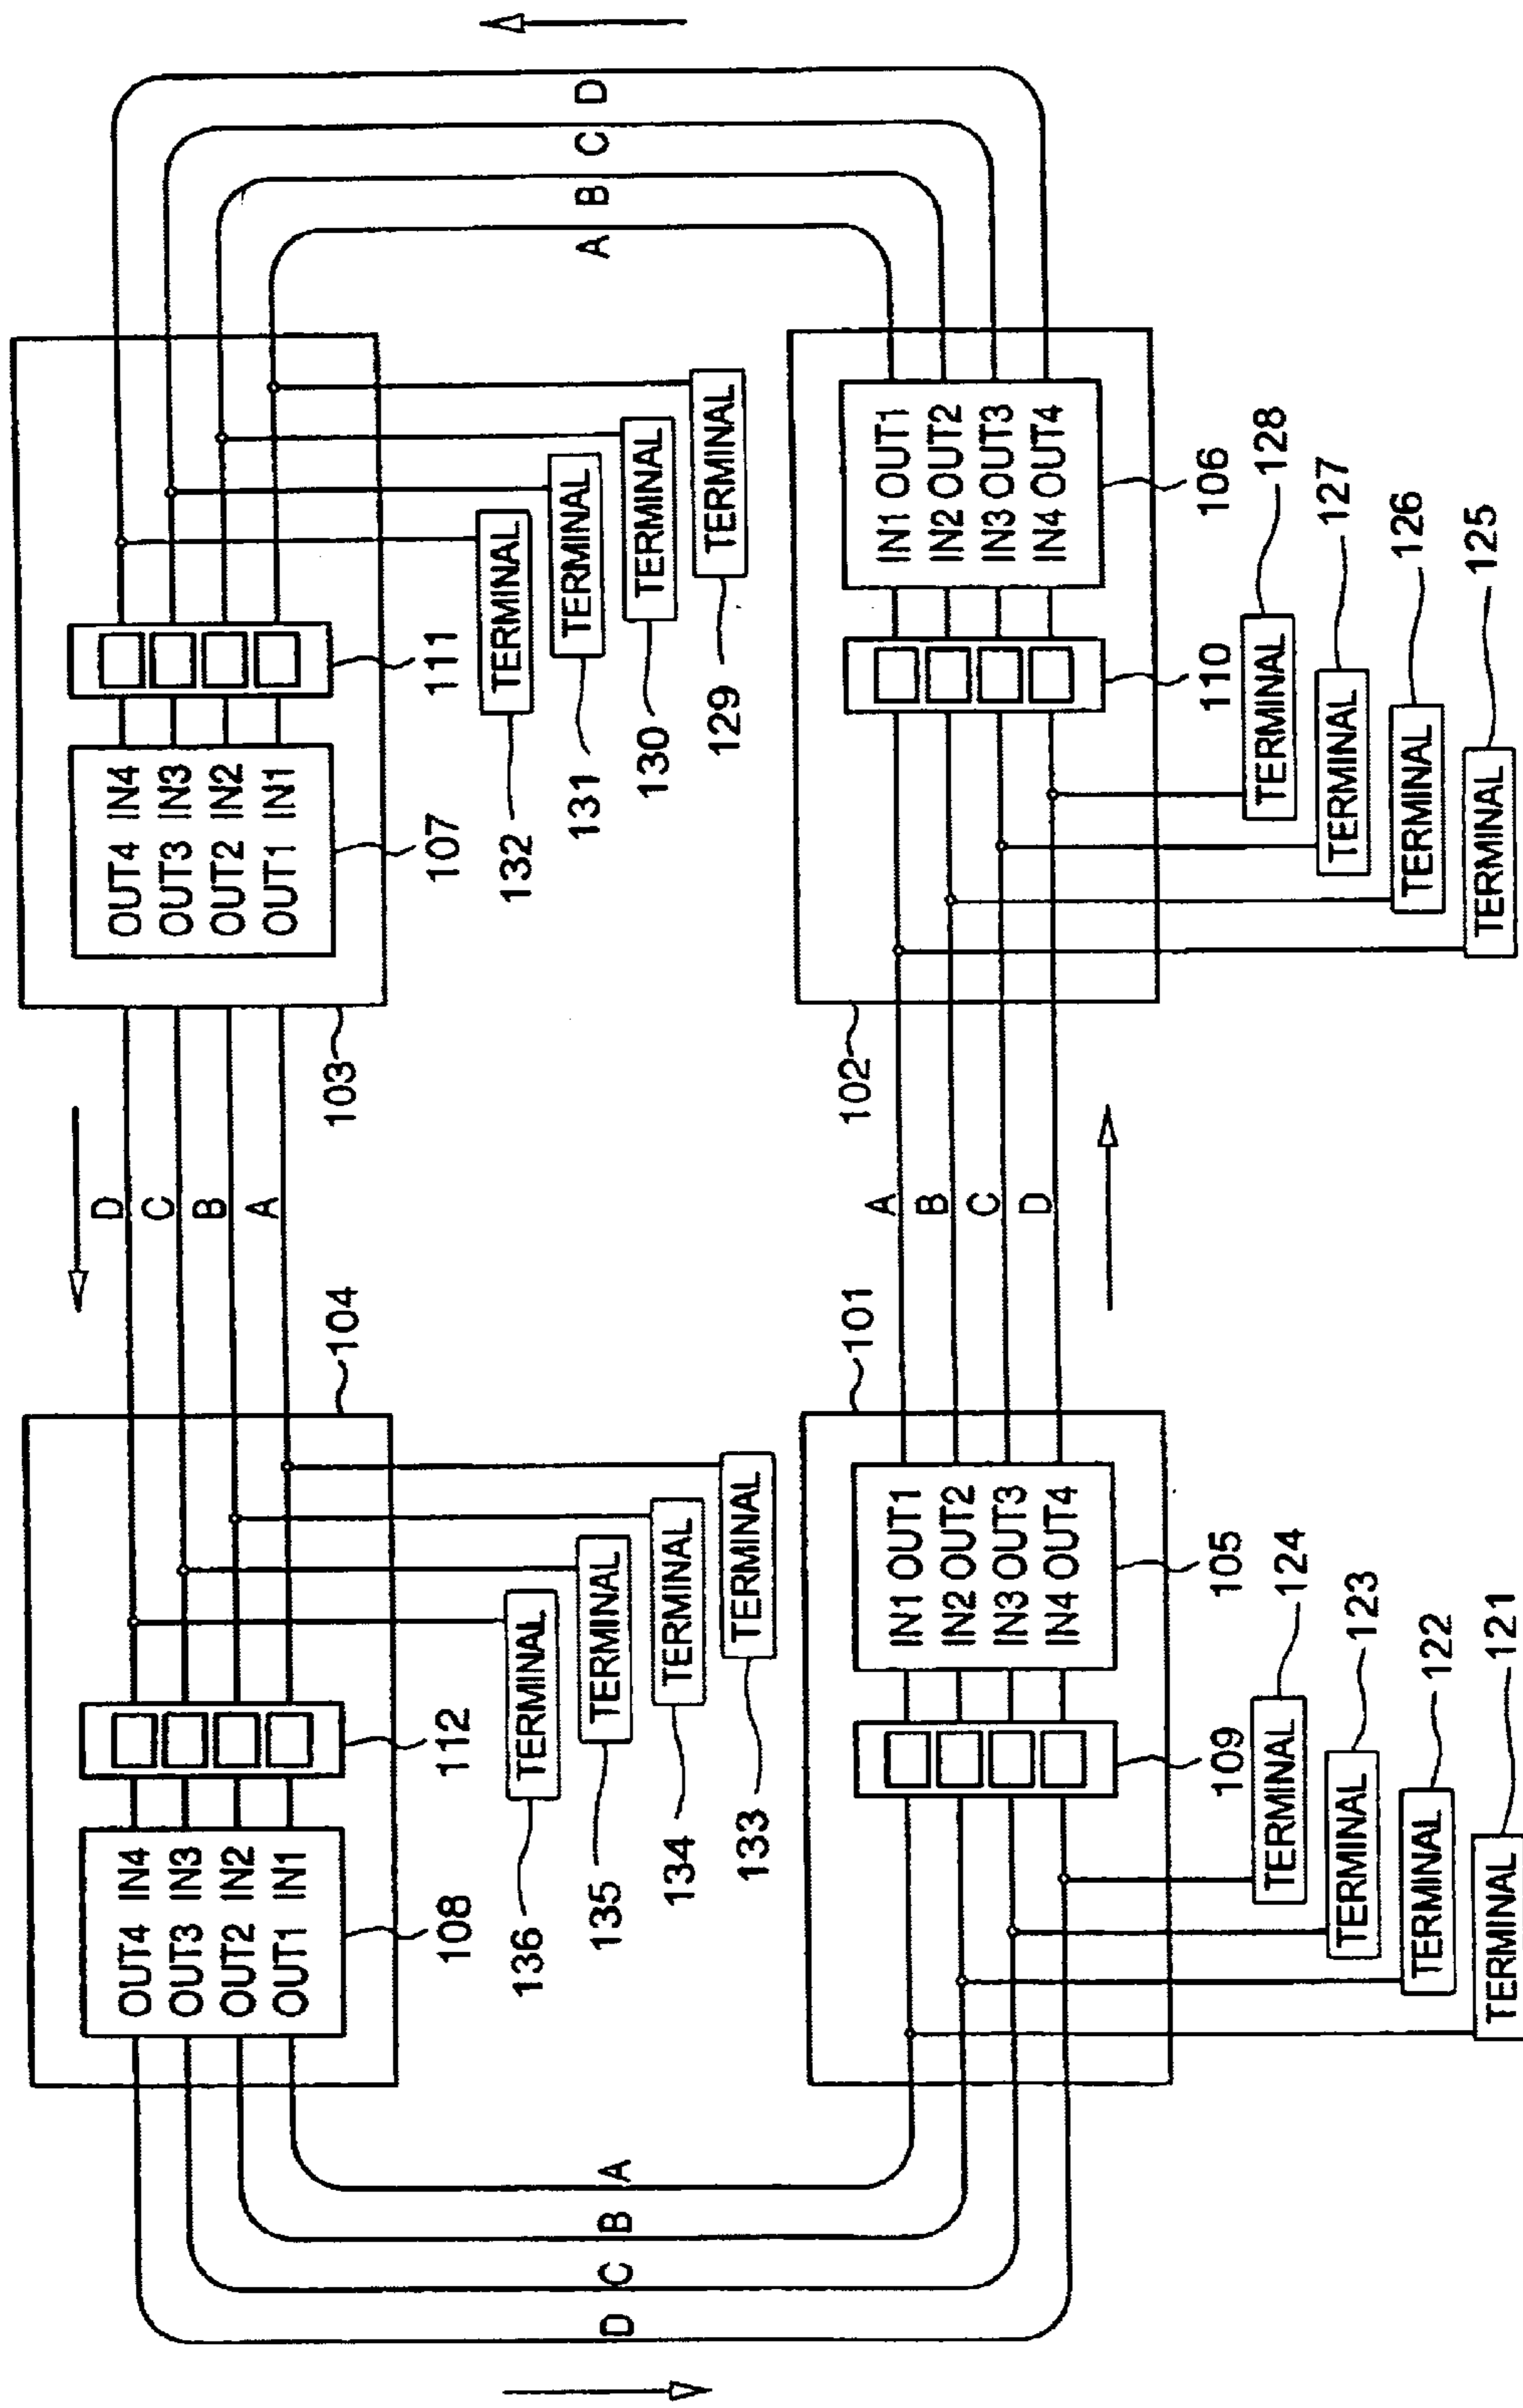 D
C
B
A
OUT4 IN4
OUT3 IN3
OUT2 IN2
OUT1 IN1
107
111
103
TERMINAL
132
TERMINAL
131
TERMINAL
130
TERMINAL
129
D
C
B
A
104
OUT4 IN4
OUT3 IN3
OUT2 IN2
OUT1 IN1
108
112
TERMINAL
136
TERMINAL
135
TERMINAL
134
TERMINAL
133
A
B
C
D
102
IN1 OUT1
IN2 OUT2
IN3 OUT3
IN4 OUT4
110
106
TERMINAL
128
TERMINAL
127
TERMINAL
126
TERMINAL
125
A
B
C
D
101
IN1 OUT1
IN2 OUT2
IN3 OUT3
IN4 OUT4
109
105
TERMINAL
124
TERMINAL
123
TERMINAL
122
TERMINAL
121
A
B
C
D